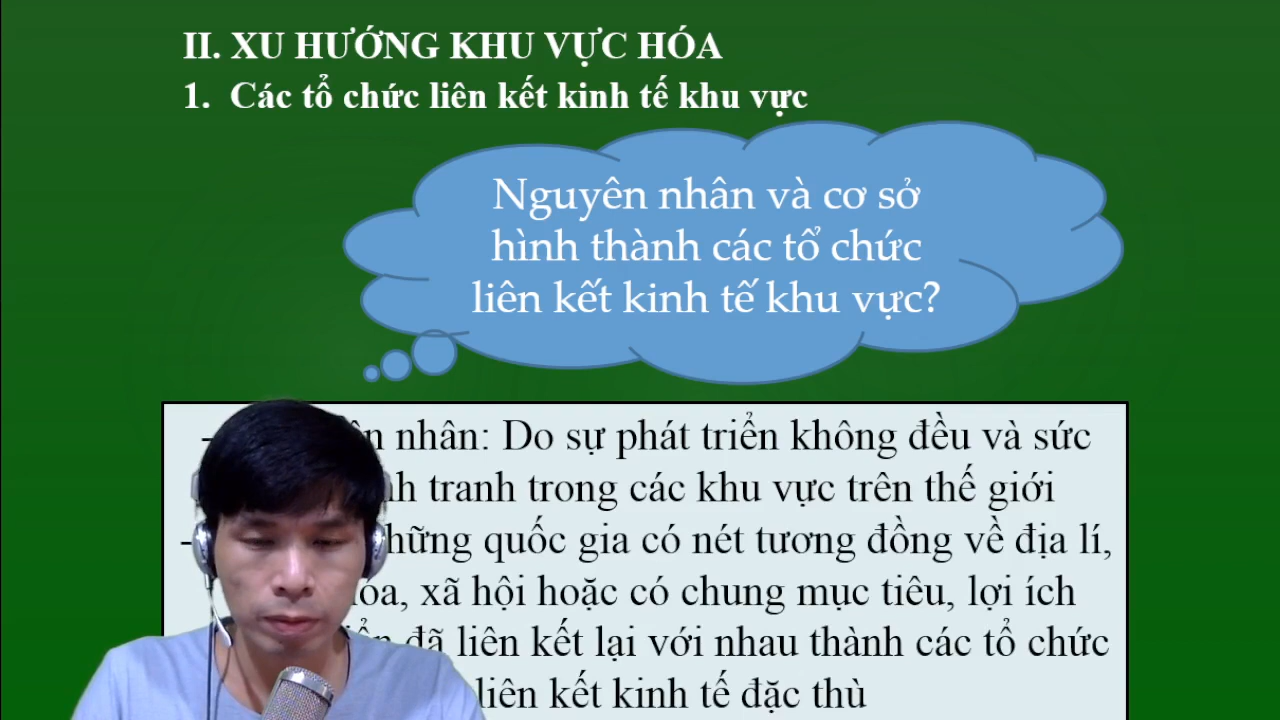 II. XU HƯỚNG KHU VỰC HÓA
1. Các tổ chức liên kết kinh tế khu vực
Nguyên nhân và cơ sở
hình thành các tổ chức
liên kết kinh tế khu vực?
- nhân: Do sự phát triển không đều và sức
tranh trong các khu vực trên thế giới
- quốc gia có nét tương đồng về địa lí,
xã hội hoặc có chung mục tiêu, lợi ích
đã liên kết lại với nhau thành các tổ chức
liên kết kinh tế đặc thù